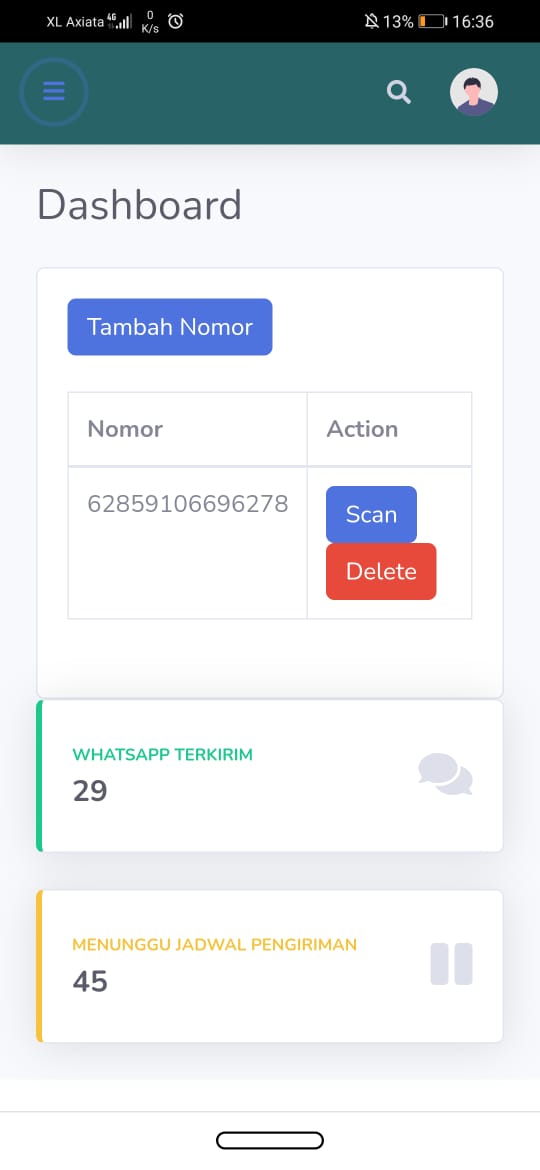 XL Axiata 4G 0 K/s 13% 16:36
Dashboard
Tambah Nomor
Nomor Action
62859106696278 Scan
Delete
WHATSAPP TERKIRIM
29
MENUNGGU JADWAL PENGIRIMAN
45